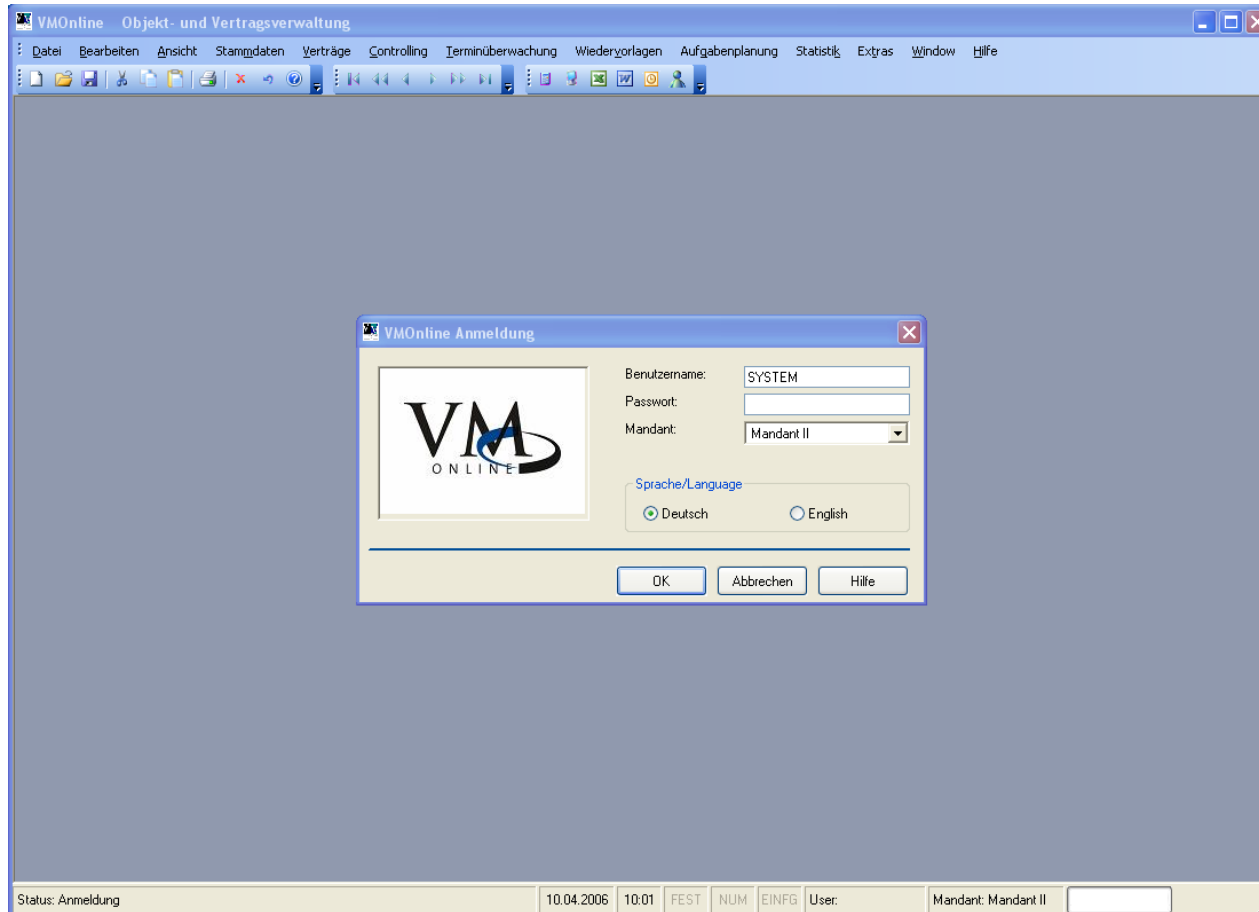 VMOnline Objekt- und Vertragsverwaltung
Datei Bearbeiten Ansicht Stammdaten Verträge Controlling Terminüberwachung Wiedervorlagen Aufgabenplanung Statistik Extras Window Hilfe
VMOnline Anmeldung
VM
ONLINE
Benutzername: SYSTEM
Passwort:
Mandant: Mandant II
Sprache/Language
Deutsch English
OK Abbrechen Hilfe
Status: Anmeldung 10.04.2006 10:01 FEST NUM EINFG User: Mandant: Mandant II